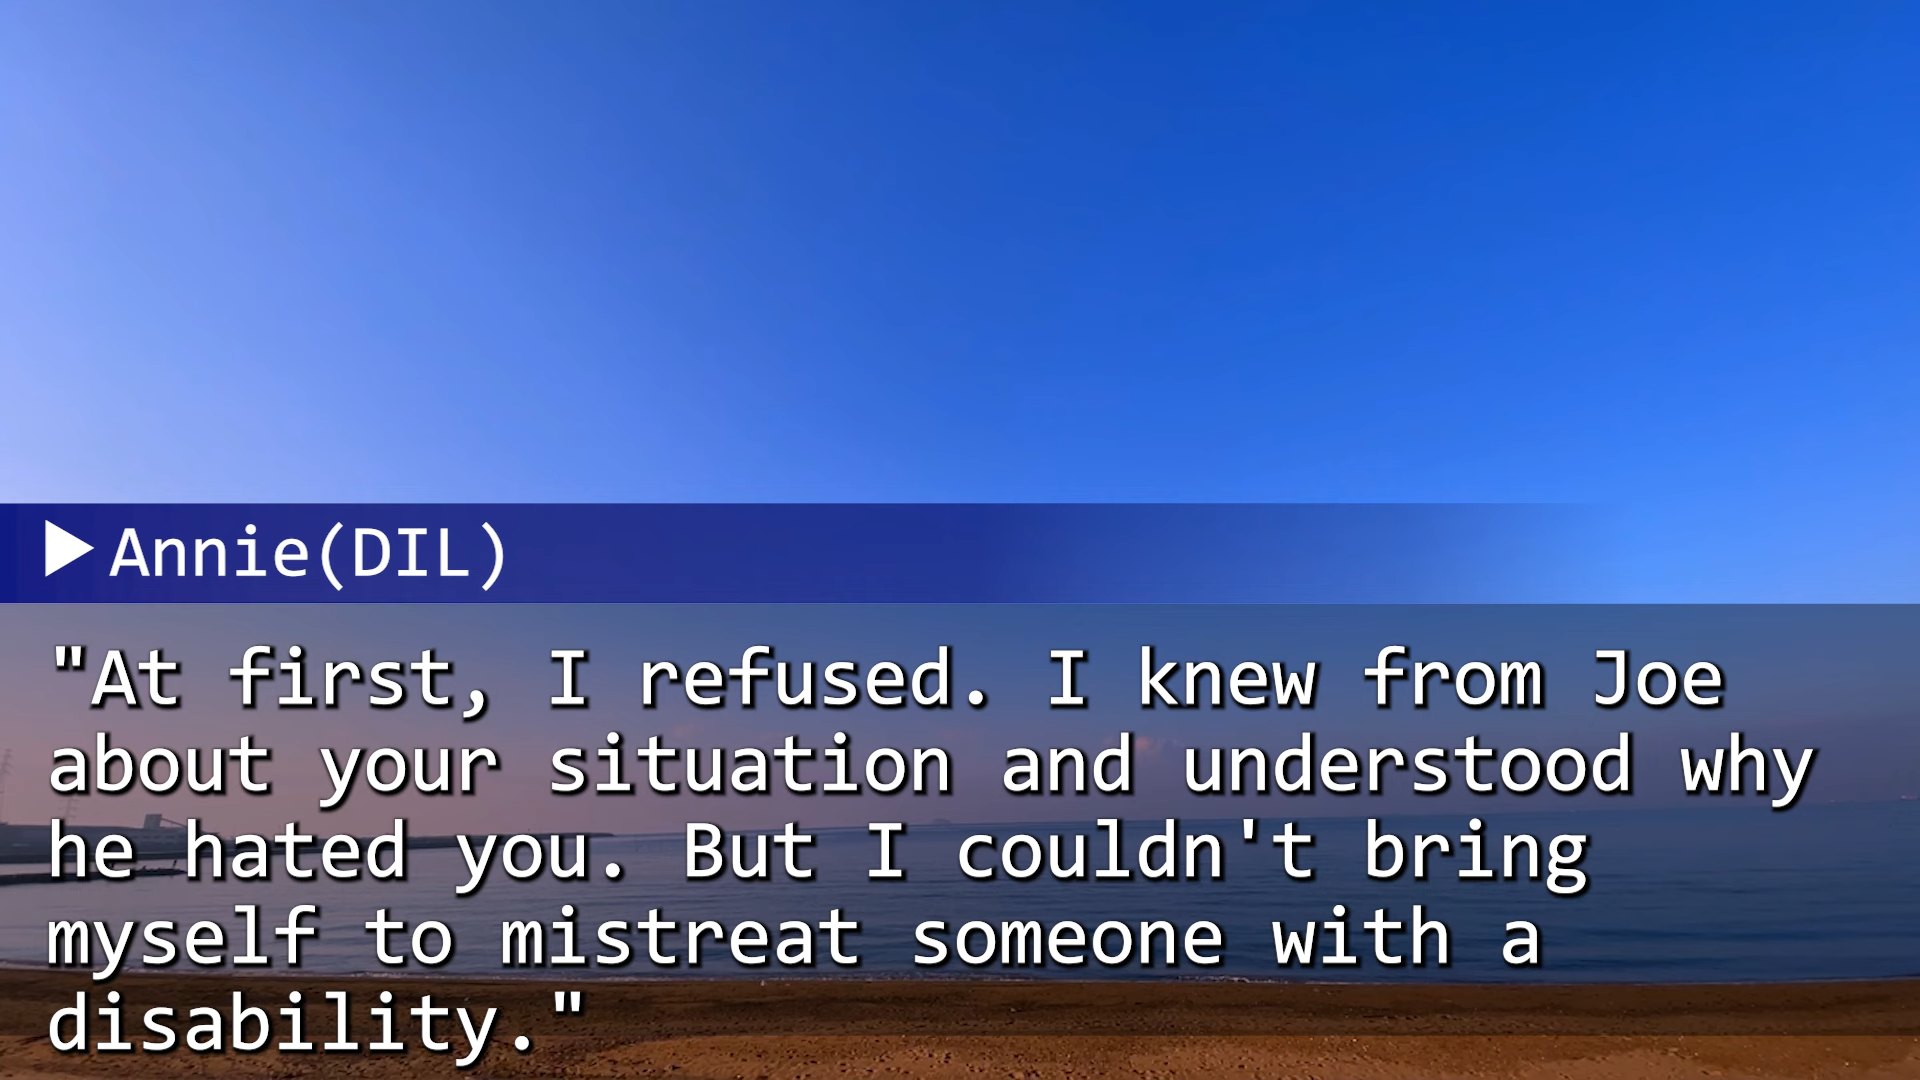 ▶Annie(DIL)
"At first, I refused. I knew from Joe
about your situation and understood why
he hated you. But I couldn't bring
myself to mistreat someone with a
disability."